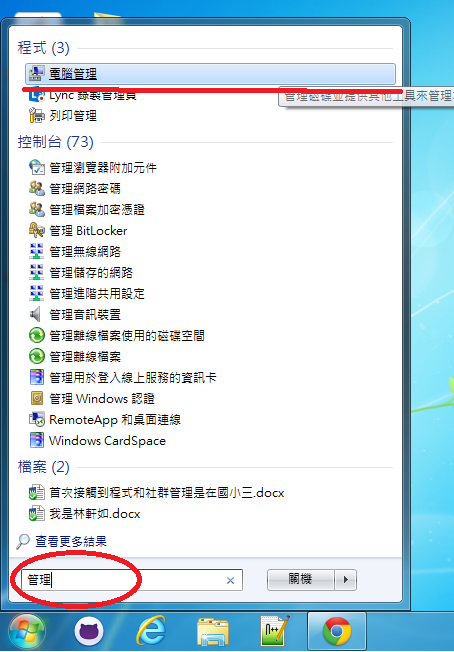 程式 (3)
電腦管理
Lync 錄製管理員
管理磁碟並提供其他工具來管理
列印管理
控制台 (73)
管理瀏覽器附加元件
管理網路密碼
管理檔案加密憑證
管理 BitLocker
管理無線網路
管理儲存的網路
管理進階共用設定
管理音訊裝置
管理離線檔案使用的磁碟空間
管理離線檔案
管理用於登入線上服務的資訊卡
管理 Windows 認證
RemoteApp 和桌面連線
Windows CardSpace
檔案 (2)
首次接觸到程式和社群管理是在國小三.docx
我是林軒如.docx
查看更多結果
管理
關機